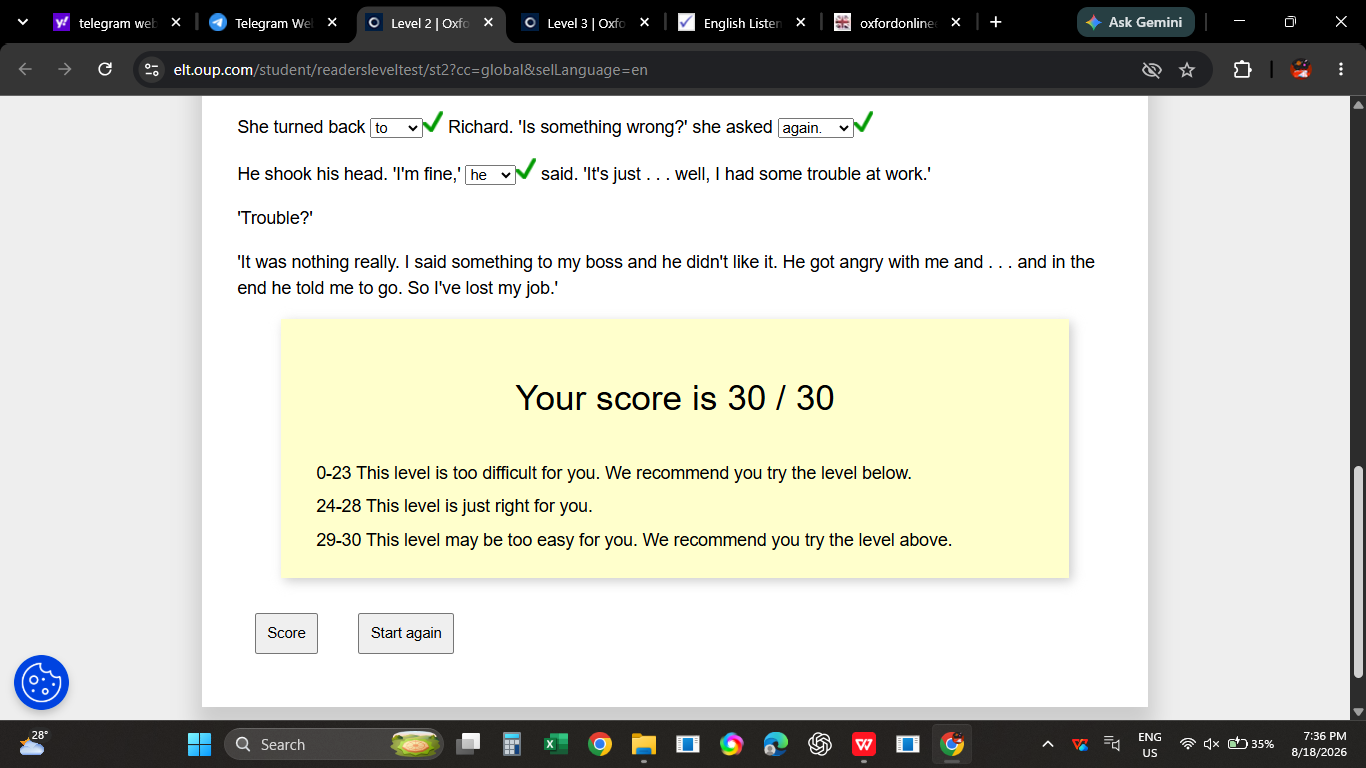 telegram web
Telegram We
Level 2 | Oxfo
Level 3 | Oxfo
English Listen
oxfordonline
Ask Gemini
elt.oup.com/student/readersleveltest/st2?cc=global&selLanguage=en
She turned back to Richard. 'Is something wrong?' she asked again.
He shook his head. 'I'm fine,' he said. 'It's just . . . well, I had some trouble at work.'
'Trouble?'
'It was nothing really. I said something to my boss and he didn't like it. He got angry with me and . . . and in the
end he told me to go. So I've lost my job.'
Your score is 30 / 30
0-23 This level is too difficult for you. We recommend you try the level below.
24-28 This level is just right for you.
29-30 This level may be too easy for you. We recommend you try the level above.
Score
Start again
28°
Search
ENG
US
35%
7:36 PM
8/18/2026